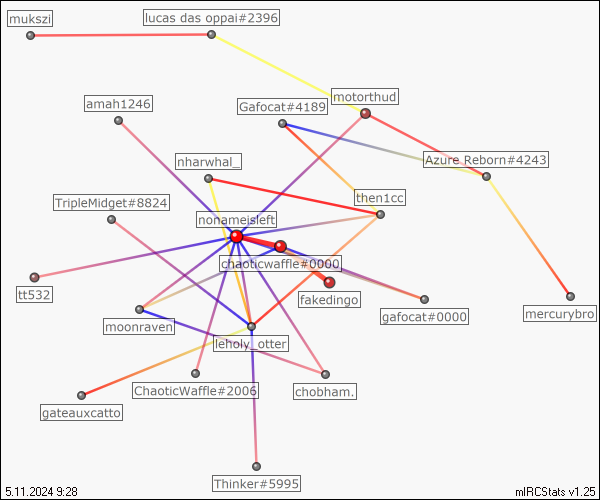 mukszi
lucas das oppai#2396
motorthud
amah1246
Gafocat#4189
nharwhal_
Azure Reborn#4243
TripleMidget#8824
then1cc
nonameisleft
chaoticwaffle#0000
tt532
fakedingo
gafocat#0000
mercurybro
moonraven
leholy_otter
ChaoticWaffle#2006
chobham.
gateauxcatto
Thinker#5995
5.11.2024 9:28
mIRCStats v1.25